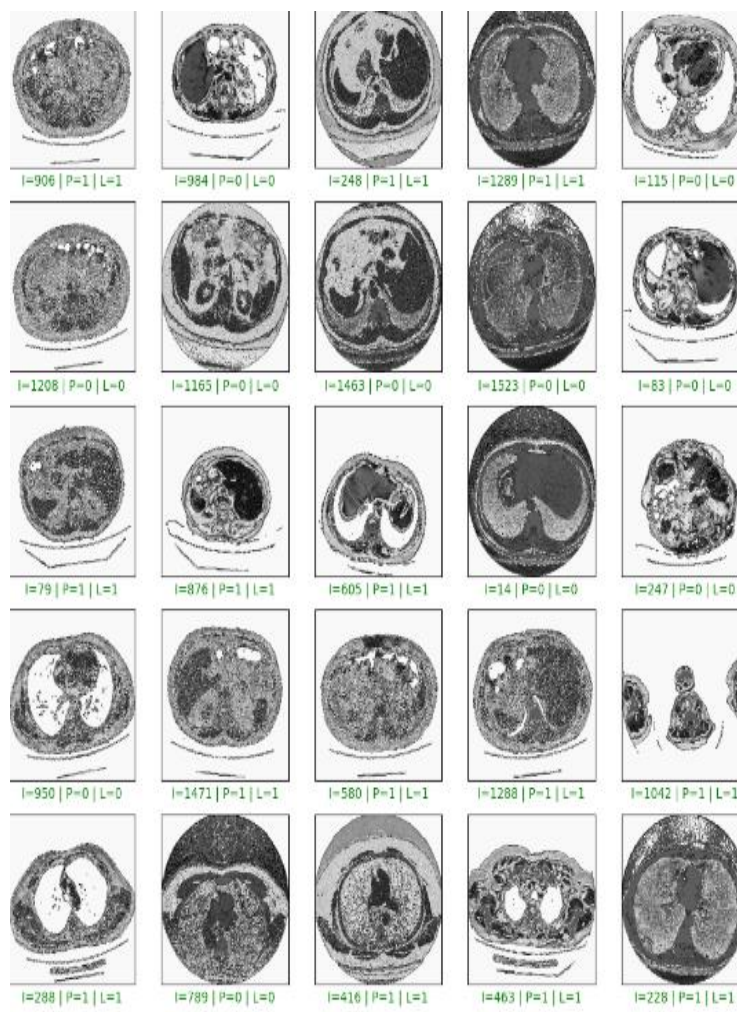 I=906 | P=1 | L=1
I=984 | P=0 | L=0
I=248 | P=1 | L=1
I=1289 | P=1 | L=1
I=115 | P=0 | L=0
I=1208 | P=0 | L=0
I=1165 | P=0 | L=0
I=1463 | P=0 | L=0
I=1523 | P=0 | L=0
I=83 | P=0 | L=0
I=79 | P=1 | L=1
I=876 | P=1 | L=1
I=605 | P=1 | L=1
I=14 | P=0 | L=0
I=247 | P=0 | L=0
I=950 | P=0 | L=0
I=1471 | P=1 | L=1
I=580 | P=1 | L=1
I=1288 | P=1 | L=1
I=1042 | P=1 | L=1
I=288 | P=1 | L=1
I=789 | P=0 | L=0
I=416 | P=1 | L=1
I=463 | P=1 | L=1
I=228 | P=1 | L=1